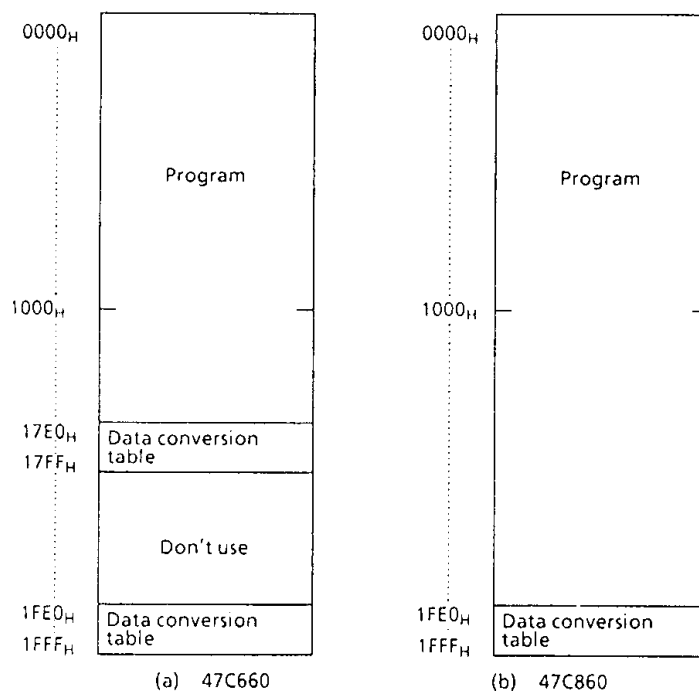 0000H
Program
1000H
17E0H
Data conversion
17FFH
table
Don't use
1FE0H
Data conversion
table
1FFFH
(a) 47C660
0000H
Program
1000H
1FE0H
Data conversion
table
1FFFH
(b) 47C860